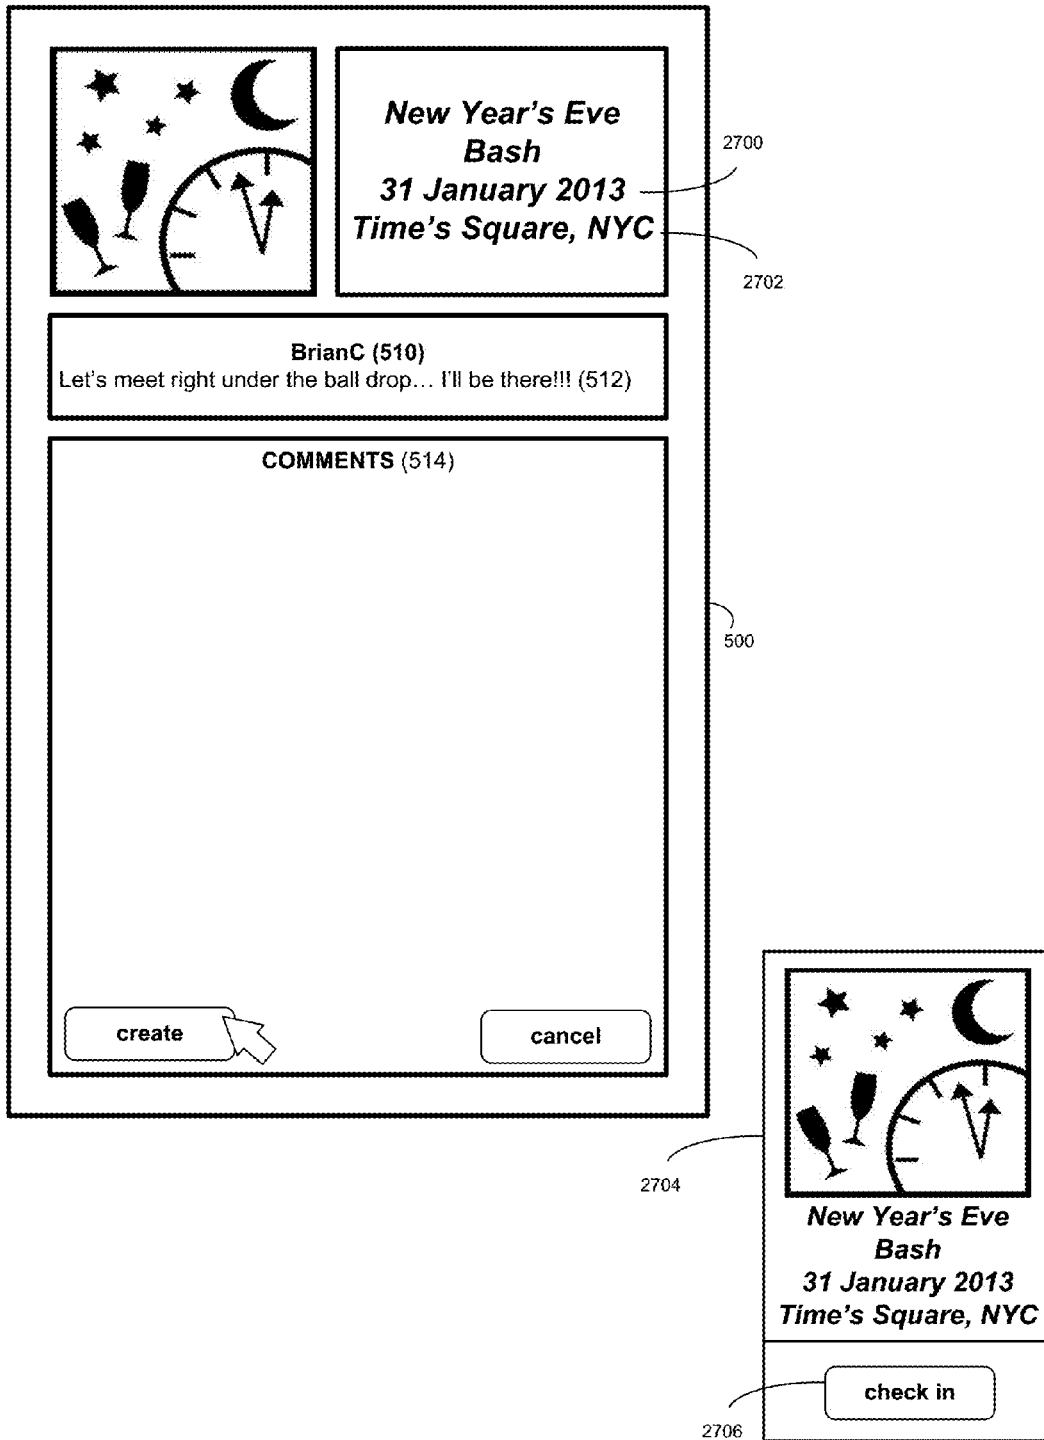 New Year's Eve
Bash
31 January 2013
Time's Square, NYC
2700
2702
BrianC (510)
Let's meet right under the ball drop... I'll be there!!! (512)
COMMENTS (514)
500
create
cancel
2704
New Year's Eve
Bash
31 January 2013
Time's Square, NYC
check in
2706